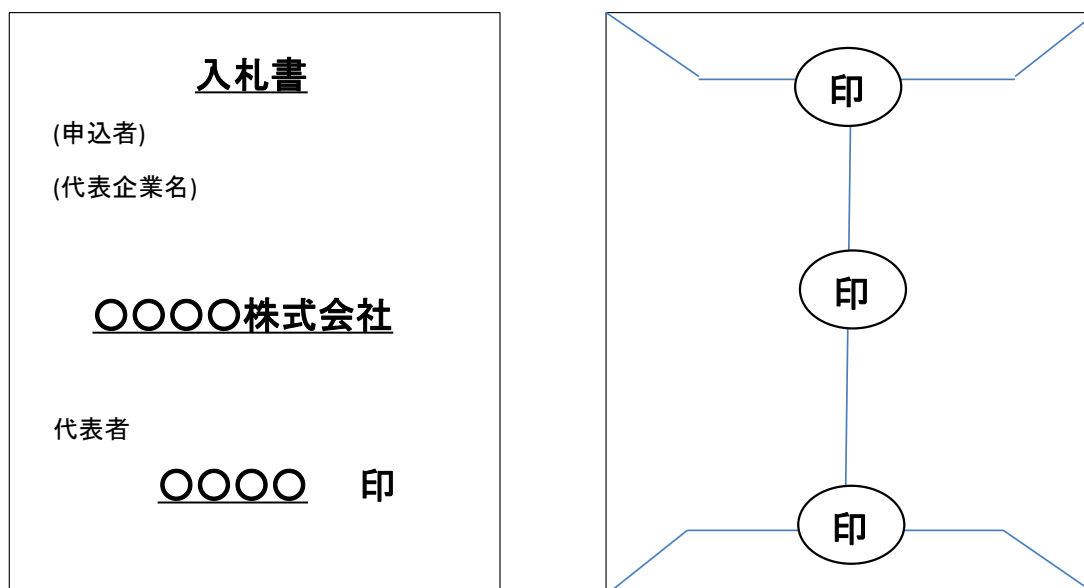 入札書
(申込者)
(代表企業名)
〇〇〇〇株式会社
代表者
〇〇〇〇 印
印
印
印